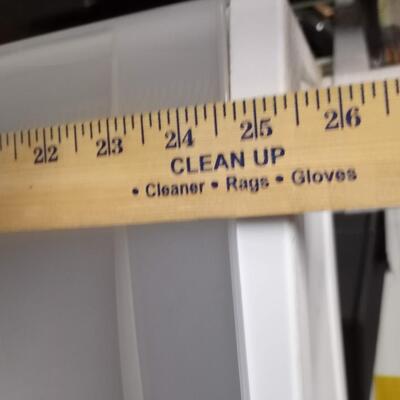 22 23 24 25 26
CLEAN UP
• Cleaner • Rags • Gloves